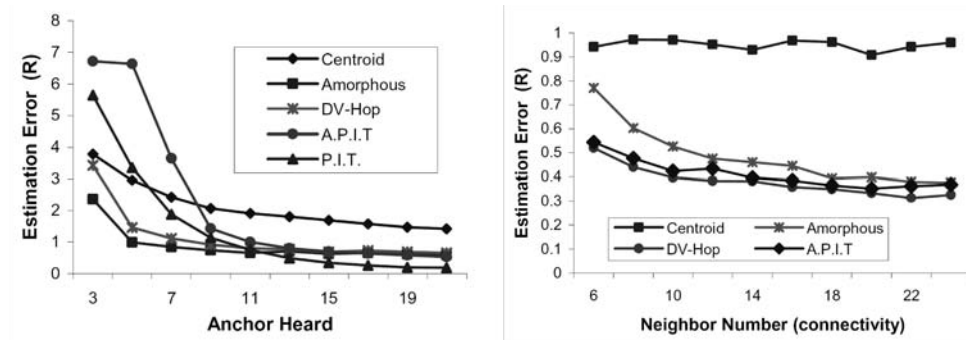 8
7
6
5
4
3
2
1
0
Estimation Error (R)
Centroid
Amorphous
DV-Hop
A.P.I.T
P.I.T.
3 7 11 15 19
Anchor Heard
1
0.9
0.8
0.7
0.6
0.5
0.4
0.3
0.2
0.1
0
Estimation Error (R)
Centroid Amorphous
DV-Hop A.P.I.T
6 10 14 18 22
Neighbor Number (connectivity)